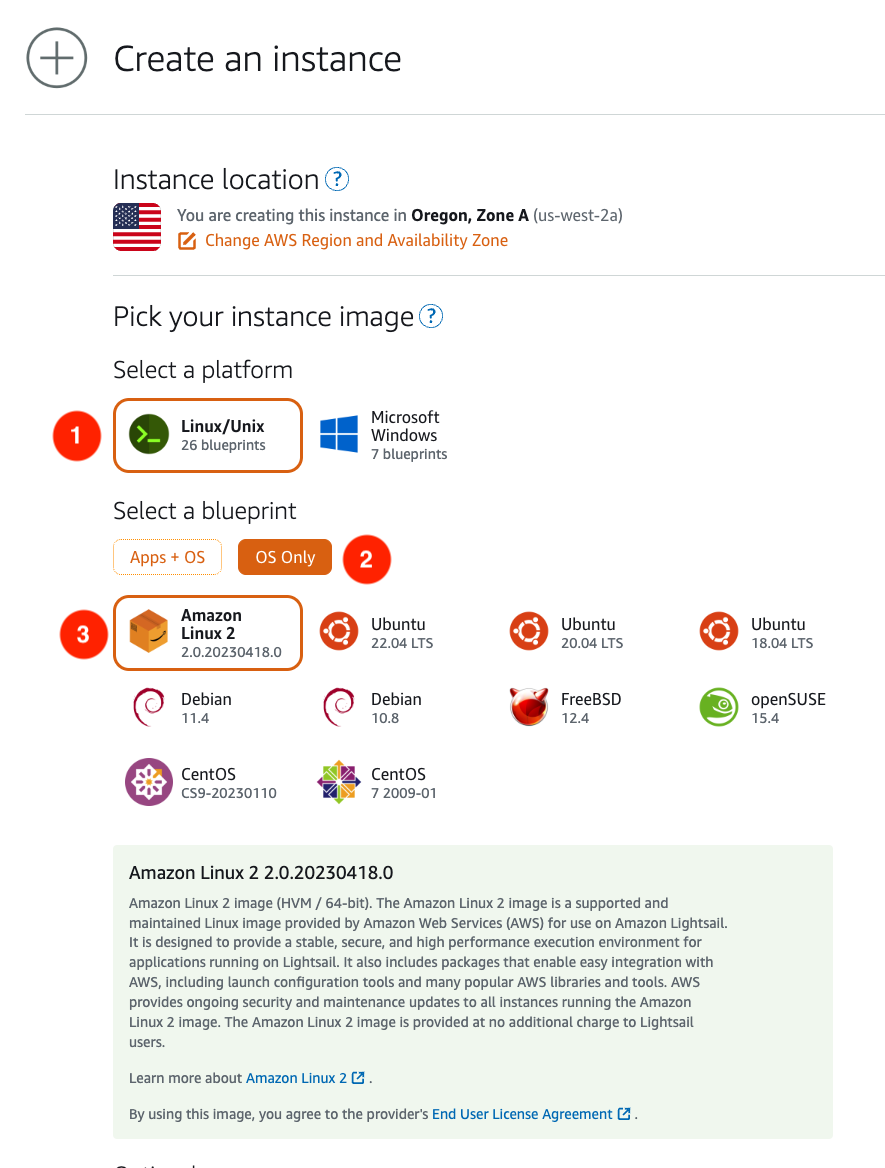 Create an instance
Instance location ?
You are creating this instance in Oregon, Zone A (us-west-2a)
Change AWS Region and Availability Zone
Pick your instance image ?
Select a platform
1
Linux/Unix
26 blueprints
Microsoft
Windows
7 blueprints
Select a blueprint
Apps + OS
OS Only
2
3
Amazon
Linux 2
2.0.20230418.0
Ubuntu
22.04 LTS
Ubuntu
20.04 LTS
Ubuntu
18.04 LTS
Debian
11.4
Debian
10.8
FreeBSD
12.4
openSUSE
15.4
CentOS
CS9-20230110
CentOS
7 2009-01
Amazon Linux 2 2.0.20230418.0
Amazon Linux 2 image (HVM / 64-bit). The Amazon Linux 2 image is a supported and
maintained Linux image provided by Amazon Web Services (AWS) for use on Amazon Lightsail.
It is designed to provide a stable, secure, and high performance execution environment for
applications running on Lightsail. It also includes packages that enable easy integration with
AWS, including launch configuration tools and many popular AWS libraries and tools. AWS
provides ongoing security and maintenance updates to all instances running the Amazon
Linux 2 image. The Amazon Linux 2 image is provided at no additional charge to Lightsail
users.
Learn more about Amazon Linux 2 .
By using this image, you agree to the provider's End User License Agreement .